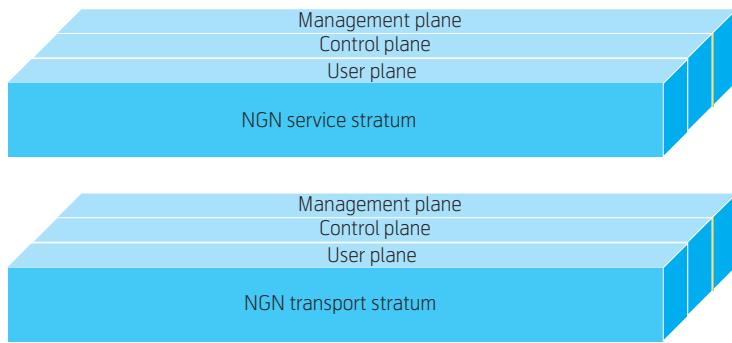 Management plane
Control plane
User plane
NGN service stratum
Management plane
Control plane
User plane
NGN transport stratum